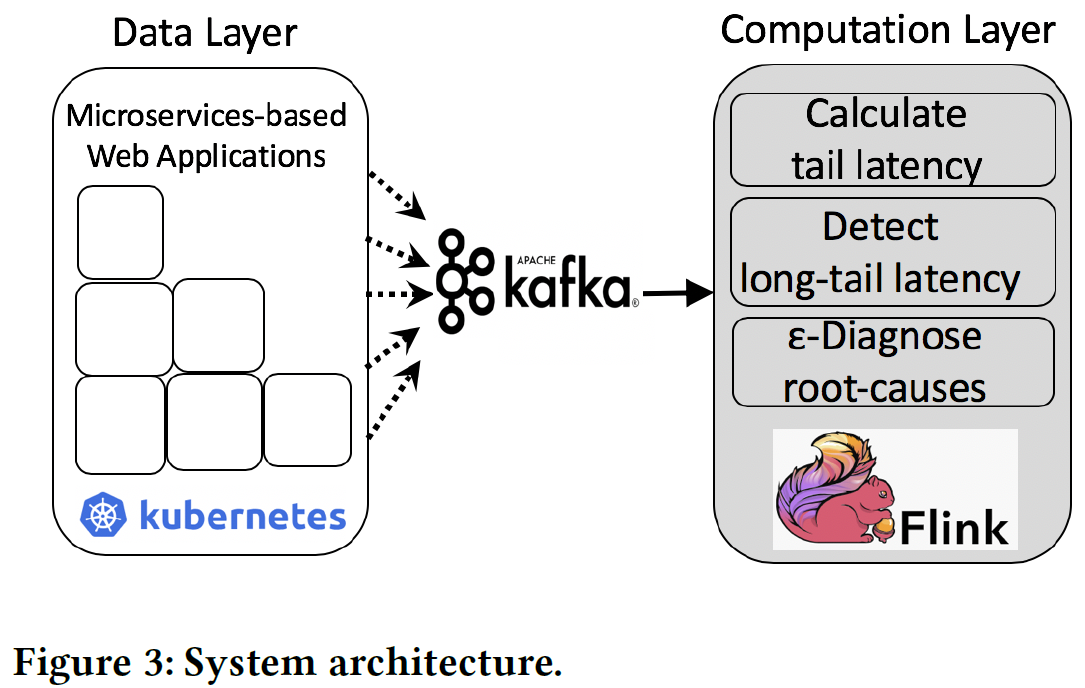 Data Layer
Computation Layer
Microservices-based
Web Applications
kubernetes
APACHE
kafka®
Calculate
tail latency
Detect
long-tail latency
ε-Diagnose
root-causes
Flink
Figure 3: System architecture.